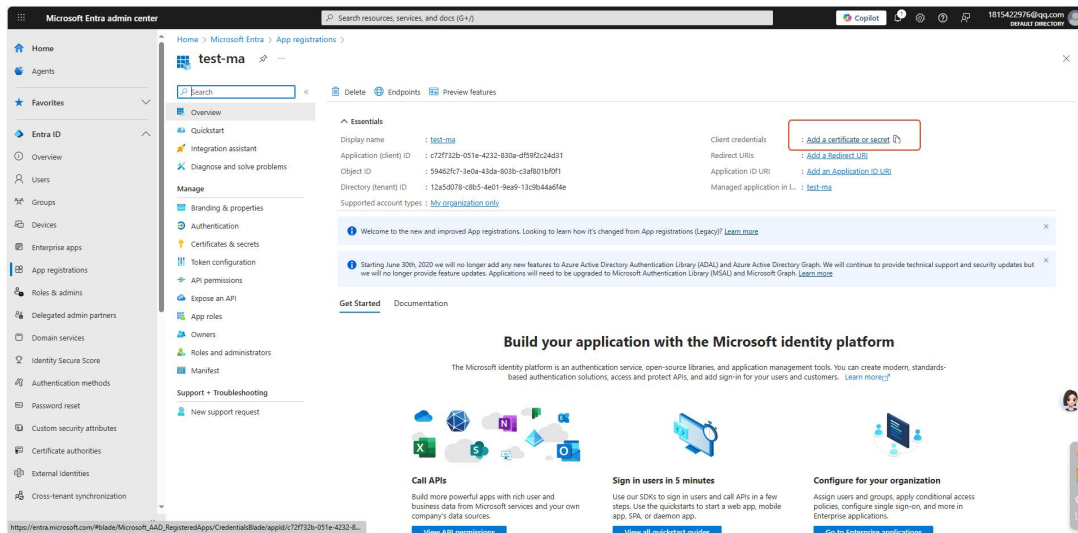 Microsoft Entra admin center
Search resources, services, and docs (G+/)
Copilot
1
1815422976@qq.com
DEFAULT DIRECTORY
Home
Agents
Favorites
Entra ID
Overview
Users
Groups
Devices
Enterprise apps
App registrations
Roles & admins
Delegated admin partners
Domain services
Identity Secure Score
Authentication methods
Password reset
Custom security attributes
Certificate authorities
External Identities
Cross-tenant synchronization
https://entra.microsoft.com/#blade/Microsoft_AAD_RegisteredApps/CredentialsBlade/appId/c72f732b-051e-4232-8...
Home > Microsoft Entra > App registrations >
test-ma
Search
Overview
Quickstart
Integration assistant
Diagnose and solve problems
Manage
Branding & properties
Authentication
Certificates & secrets
Token configuration
API permissions
Expose an API
App roles
Owners
Roles and administrators
Manifest
Support + Troubleshooting
New support request
Delete Endpoints Preview features
Essentials
Display name : test-ma
Application (client) ID : c72f732b-051e-4232-830a-df59f2c24d31
Object ID : 59462fc7-3e0a-43da-803b-c3af801bf0f1
Directory (tenant) ID : 12a5d078-c8b5-4e01-9ea9-13c9b44a6f4e
Supported account types : My organization only
Client credentials : Add a certificate or secret
Redirect URIs : Add a Redirect URI
Application ID URI : Add an Application ID URI
Managed application in l... : test-ma
Welcome to the new and improved App registrations. Looking to learn how it's changed from App registrations (Legacy)? Learn more
Starting June 30th, 2020 we will no longer add any new features to Azure Active Directory Authentication Library (ADAL) and Azure Active Directory Graph. We will continue to provide technical support and security updates but
we will no longer provide feature updates. Applications will need to be upgraded to Microsoft Authentication Library (MSAL) and Microsoft Graph. Learn more
Get Started Documentation
Build your application with the Microsoft identity platform
The Microsoft identity platform is an authentication service, open-source libraries, and application management tools. You can create modern, standards-
based authentication solutions, access and protect APIs, and add sign-in for your users and customers. Learn more
Call APIs
Build more powerful apps with rich user and
business data from Microsoft services and your own
company's data sources.
View API permissions
Sign in users in 5 minutes
Use our SDKs to sign in users and call APIs in a few
steps. Use the quickstarts to start a web app, mobile
app, SPA, or daemon app.
View all quickstart guides
Configure for your organization
Assign users and groups, apply conditional access
policies, configure single sign-on, and more in
Enterprise applications.
Go to Enterprise applications